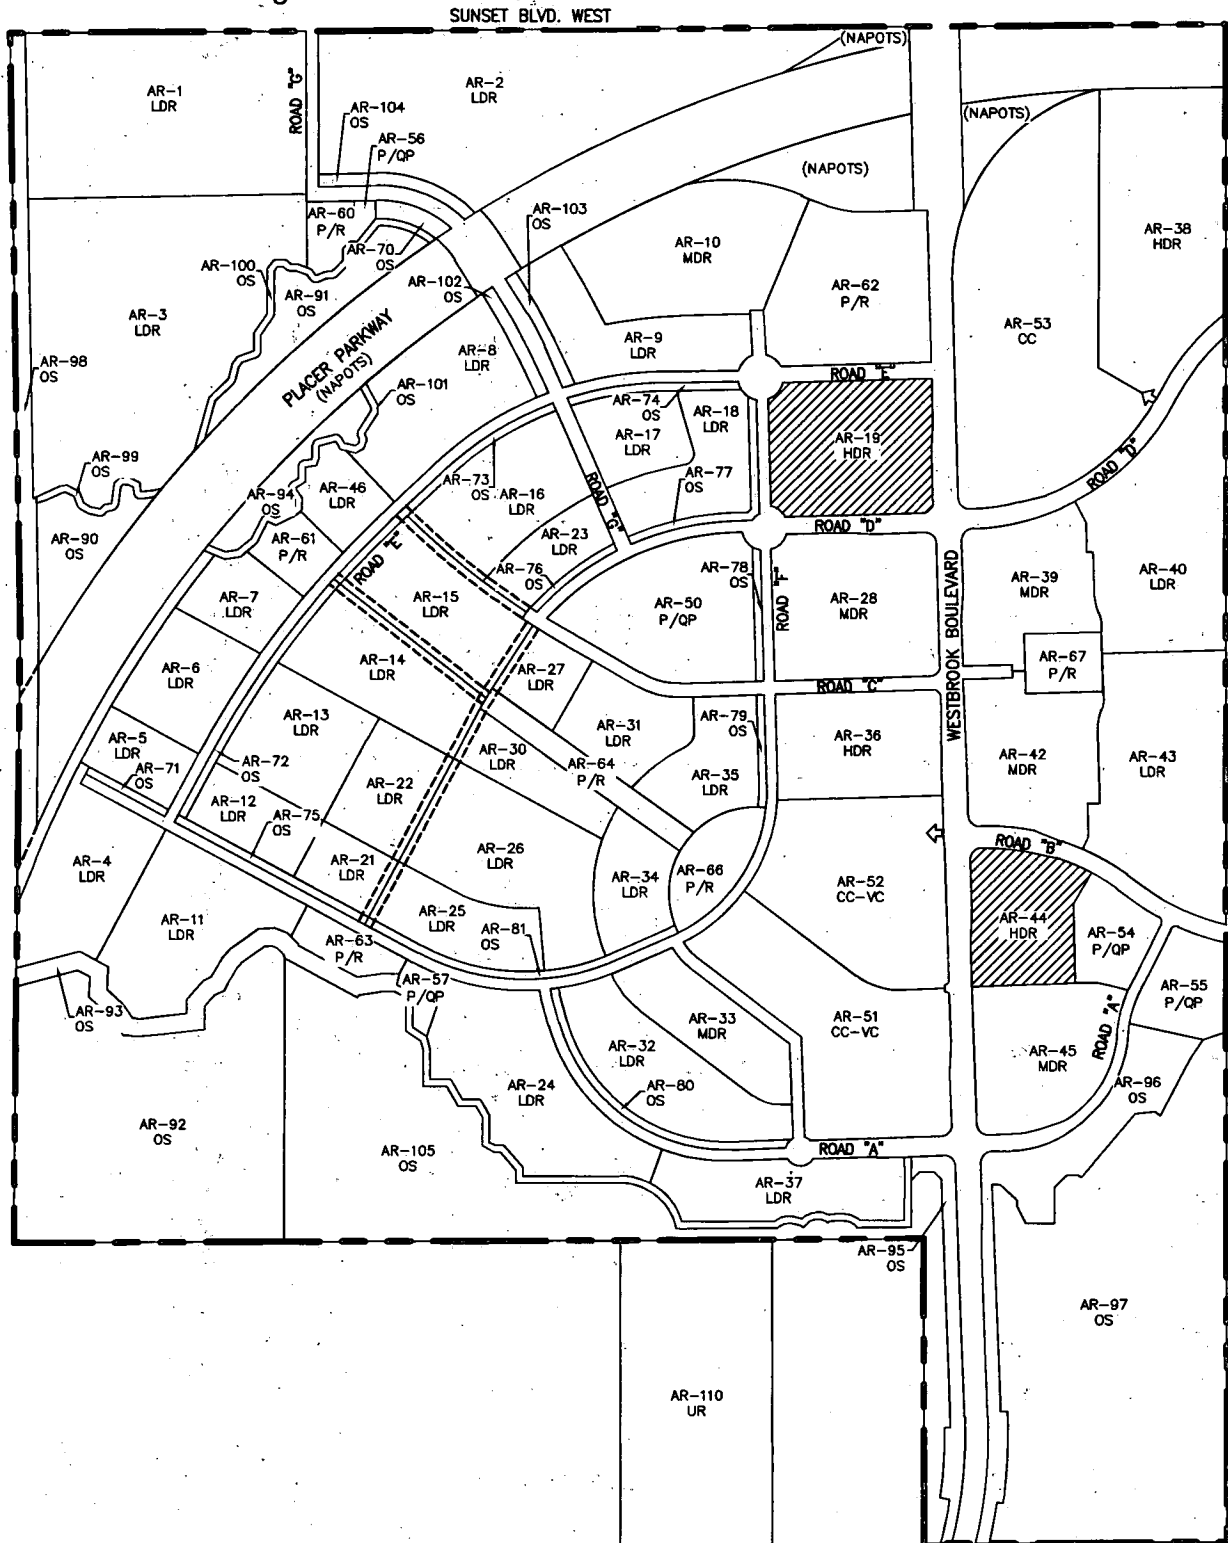 SUNSET BLVD. WEST
(NAPOTS)
AR-1
LDR
ROAD "G"
AR-2
LDR
AR-104
OS
AR-56
P/QP
(NAPOTS)
(NAPOTS)
AR-60
P/R
AR-70
OS
AR-103
OS
AR-10
MDR
AR-38
HDR
AR-100
OS
AR-91
OS
AR-102
OS
AR-62
P/R
AR-3
LDR
AR-53
CC
AR-98
OS
PLACER PARKWAY
(NAPOTS)
AR-8
LDR
AR-9
LDR
AR-101
OS
ROAD "E"
AR-74
OS
AR-18
LDR
AR-17
LDR
AR-19
HDR
ROAD "D"
AR-99
OS
AR-94
OS
AR-46
LDR
AR-73
OS
AR-16
LDR
ROAD "G"
AR-77
OS
ROAD "D"
AR-90
OS
AR-61
P/R
ROAD "E"
AR-23
LDR
AR-76
OS
AR-78
OS
ROAD "F"
AR-7
LDR
AR-15
LDR
AR-50
P/QP
AR-28
MDR
WESTBROOK BOULEVARD
AR-39
MDR
AR-40
LDR
AR-6
LDR
AR-14
LDR
AR-27
LDR
ROAD "C"
AR-67
P/R
AR-5
LDR
AR-71
OS
AR-72
OS
AR-13
LDR
AR-31
LDR
AR-79
OS
AR-36
HDR
AR-30
LDR
AR-64
P/R
AR-42
MDR
AR-43
LDR
AR-12
LDR
AR-75
OS
AR-22
LDR
AR-35
LDR
AR-4
LDR
AR-21
LDR
AR-26
LDR
AR-34
LDR
AR-66
P/R
AR-52
CC-VC
ROAD "B"
AR-44
HDR
AR-54
P/QP
AR-11
LDR
AR-63
P/R
AR-25
LDR
AR-81
OS
AR-57
P/QP
AR-55
P/QP
AR-93
OS
AR-33
MDR
AR-51
CC-VC
ROAD "A"
AR-32
LDR
AR-45
MDR
AR-24
LDR
AR-80
OS
AR-96
OS
AR-92
OS
AR-105
OS
ROAD "A"
AR-37
LDR
AR-95
OS
AR-97
OS
AR-110
UR